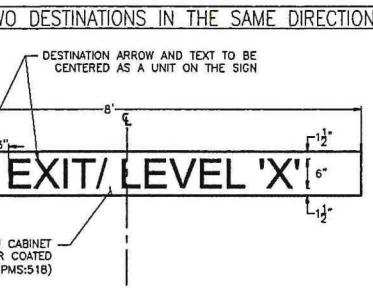 TWO DESTINATIONS IN THE SAME DIRECTION
DESTINATION ARROW AND TEXT TO BE
CENTERED AS A UNIT ON THE SIGN
8'
℄
1½"
EXIT/ LEVEL 'X'
6"
1½"
CABINET
COATED
PMS:518)